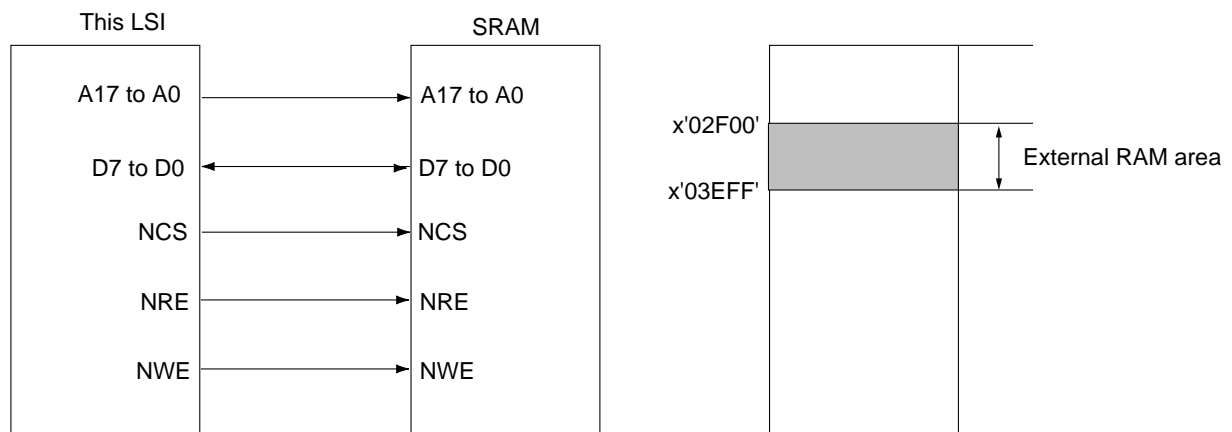 This LSI
SRAM
A17 to A0
A17 to A0
D7 to D0
D7 to D0
NCS
NCS
NRE
NRE
NWE
NWE
x'02F00'
External RAM area
x'03EFF'